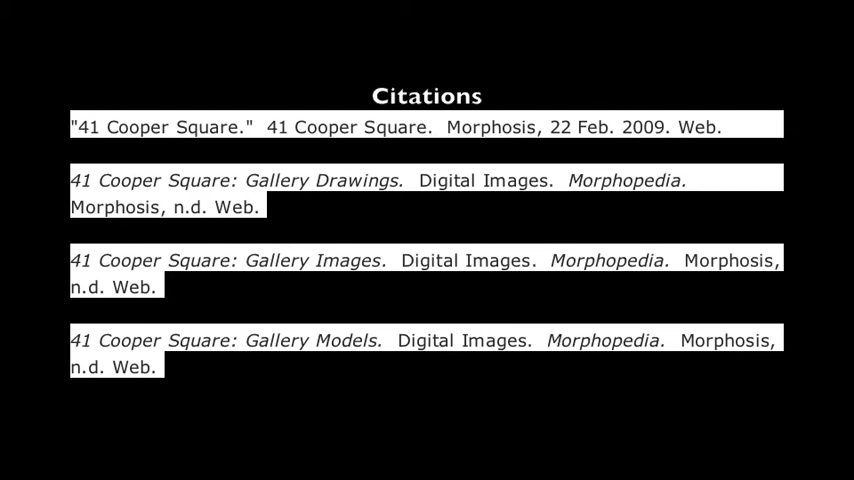 Citations
"41 Cooper Square."  41 Cooper Square.  Morphosis, 22 Feb. 2009. Web.
41 Cooper Square: Gallery Drawings.  Digital Images.  Morphopedia.
Morphosis, n.d. Web.
41 Cooper Square: Gallery Images.  Digital Images.  Morphopedia.  Morphosis,
n.d. Web.
41 Cooper Square: Gallery Models.  Digital Images.  Morphopedia.  Morphosis,
n.d. Web.